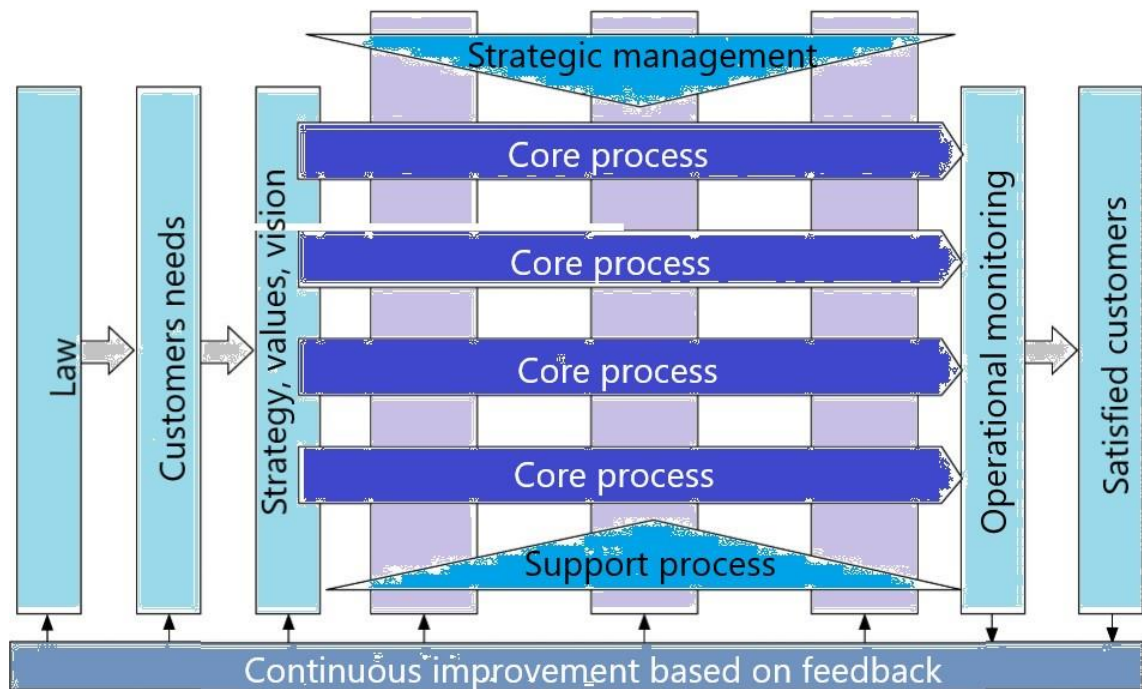 Strategic management
Law
Customers needs
Strategy, values, vision
Core process
Core process
Core process
Core process
Operational monitoring
Satisfied customers
Support process
Continuous improvement based on feedback